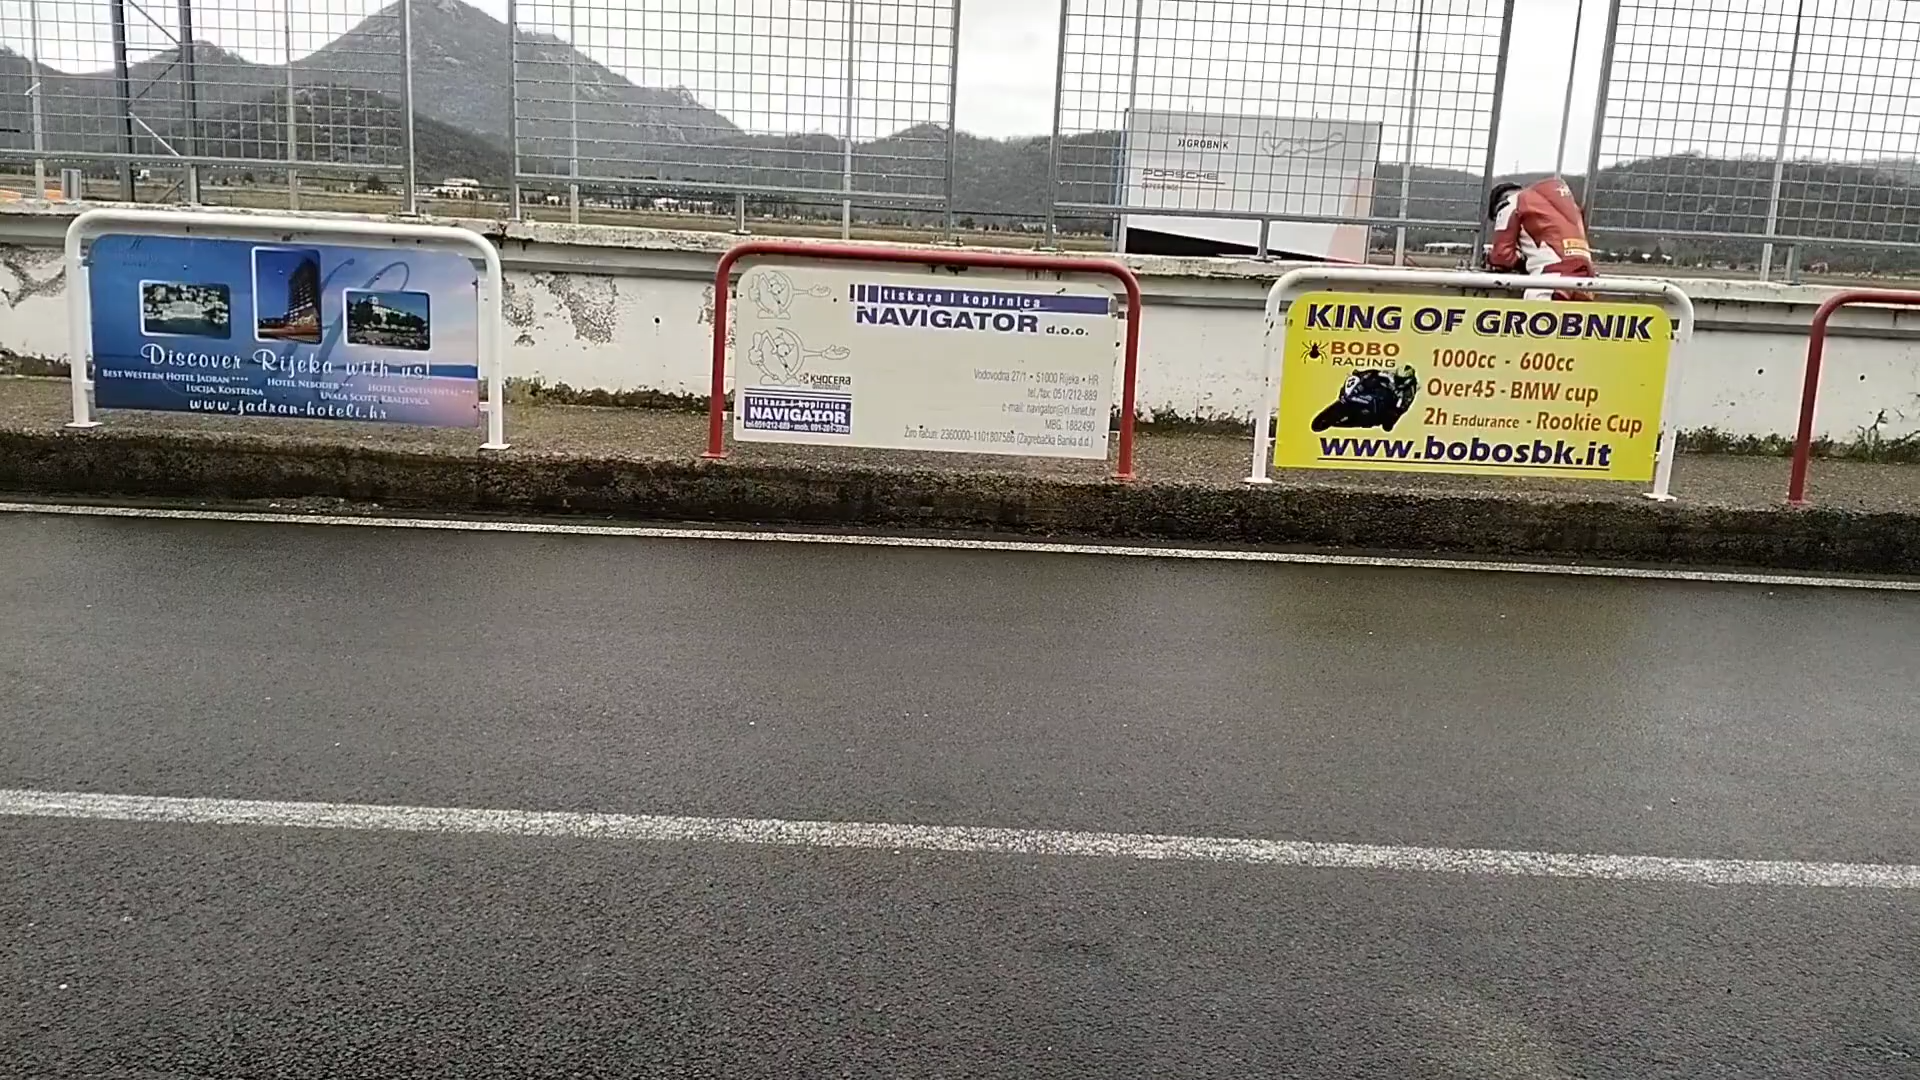 GROBNIK
PORSCHE
EXPERIENCE
Discover Rijeka with us!
BEST WESTERN HOTEL JADRAN ****
LUCIJA, KOSTRENA
HOTEL NEBODER ***
HOTEL CONTINENTAL ***
UVALA SCOTT, KRALJEVICA
www.jadran-hoteli.hr
tiskara i kopirnica
NAVIGATOR d.o.o.
KYOCERA
Vodovodna 27/1 • 51000 Rijeka • HR
tel./fax: 051/212-889
e-mail: navigator@ri.hinet.hr
MBG. 1882490
Žiro račun: 2360000-1101807586 (Zagrebačka Banka d.d.)
tiskara i kopirnica
NAVIGATOR
KING OF GROBNIK
BOBO
RACING
1000cc - 600cc
Over45 - BMW cup
2h Endurance - Rookie Cup
www.bobosbk.it